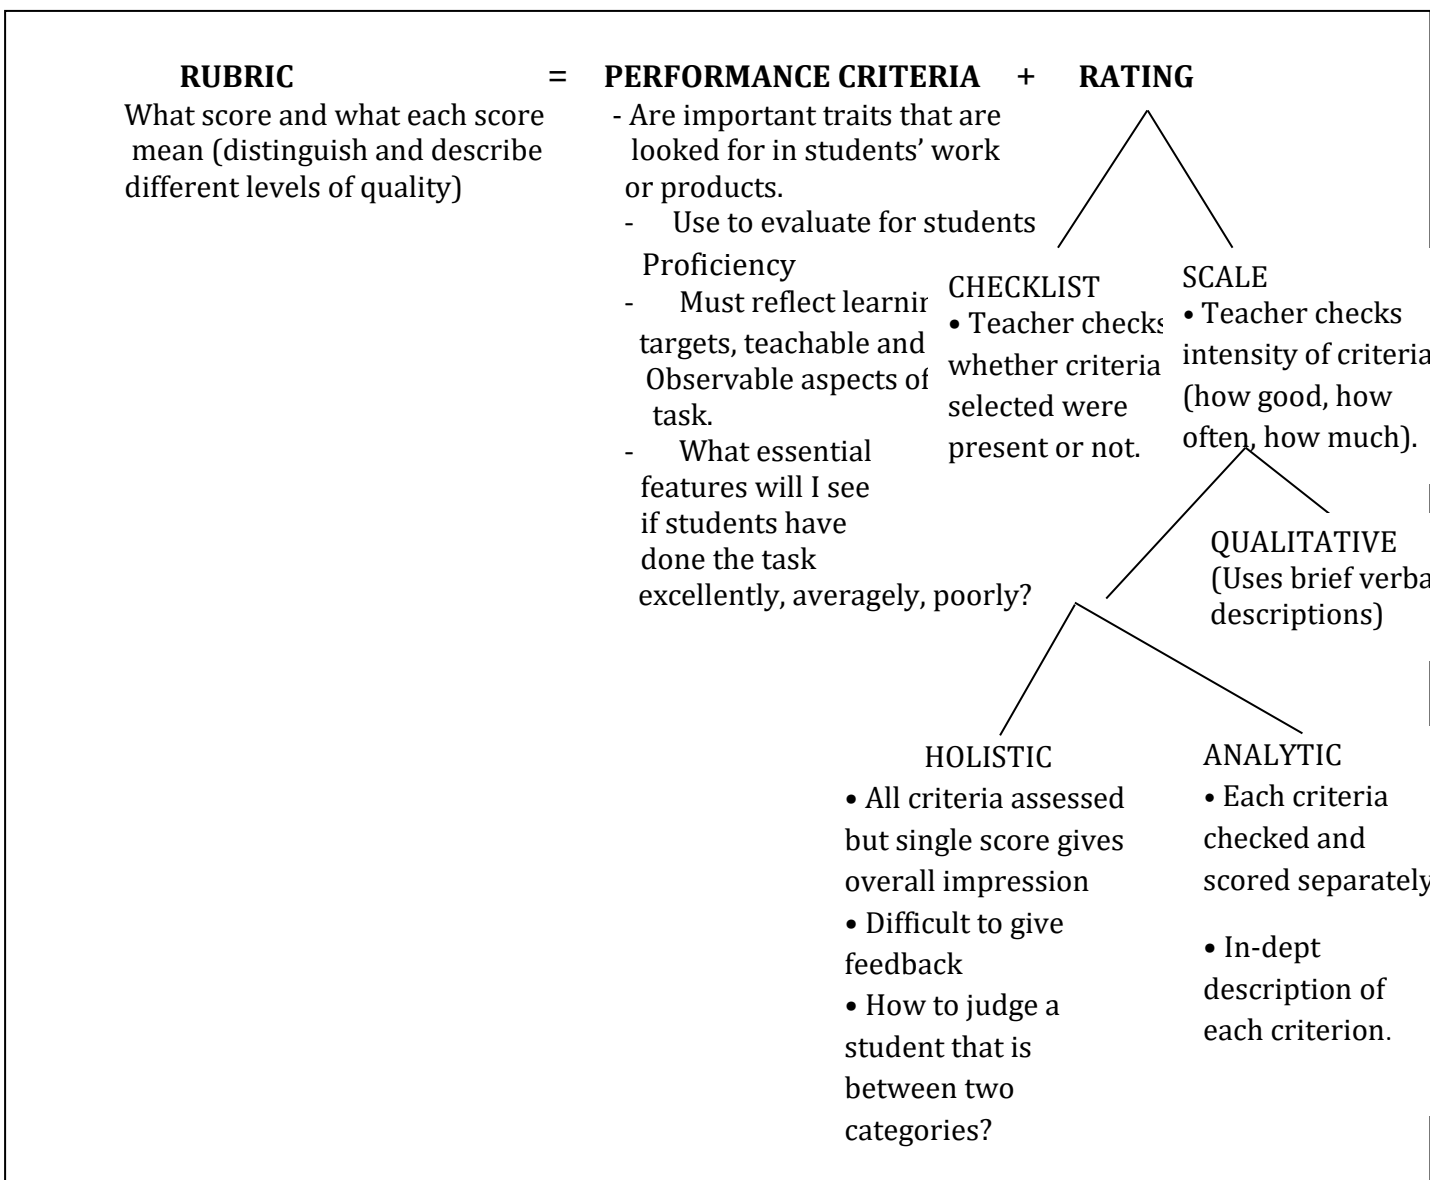 RUBRIC = PERFORMANCE CRITERIA + RATING
What score and what each score
mean (distinguish and describe
different levels of quality)
- Are important traits that are
looked for in students’ work
or products.
- Use to evaluate for students
Proficiency
- Must reflect learnin
targets, teachable and
Observable aspects of
task.
- What essential
features will I see
if students have
done the task
excellently, averagely, poorly?
CHECKLIST
• Teacher checks
whether criteria
selected were
present or not.
SCALE
• Teacher checks
intensity of criteria
(how good, how
often, how much).
QUALITATIVE
(Uses brief verba
descriptions)
HOLISTIC
• All criteria assessed
but single score gives
overall impression
• Difficult to give
feedback
• How to judge a
student that is
between two
categories?
ANALYTIC
• Each criteria
checked and
scored separately
• In-dept
description of
each criterion.